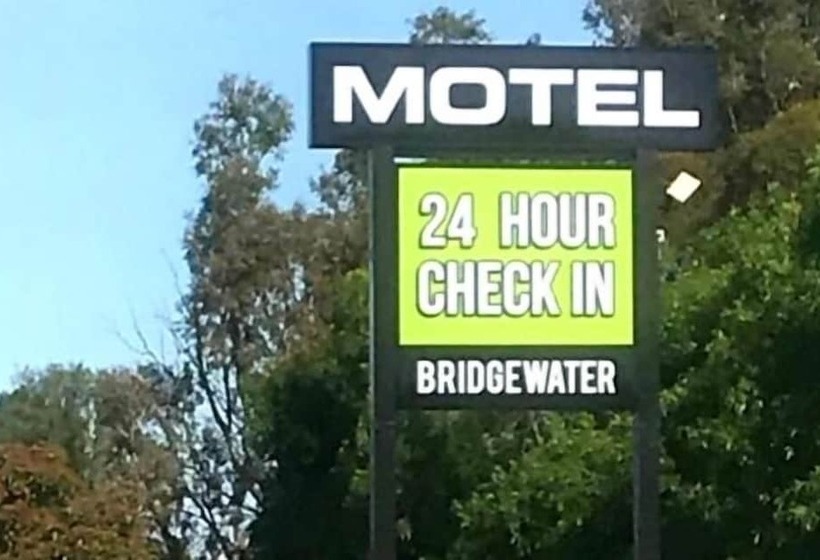 MOTEL
24 HOUR
CHECK IN
BRIDGEWATER